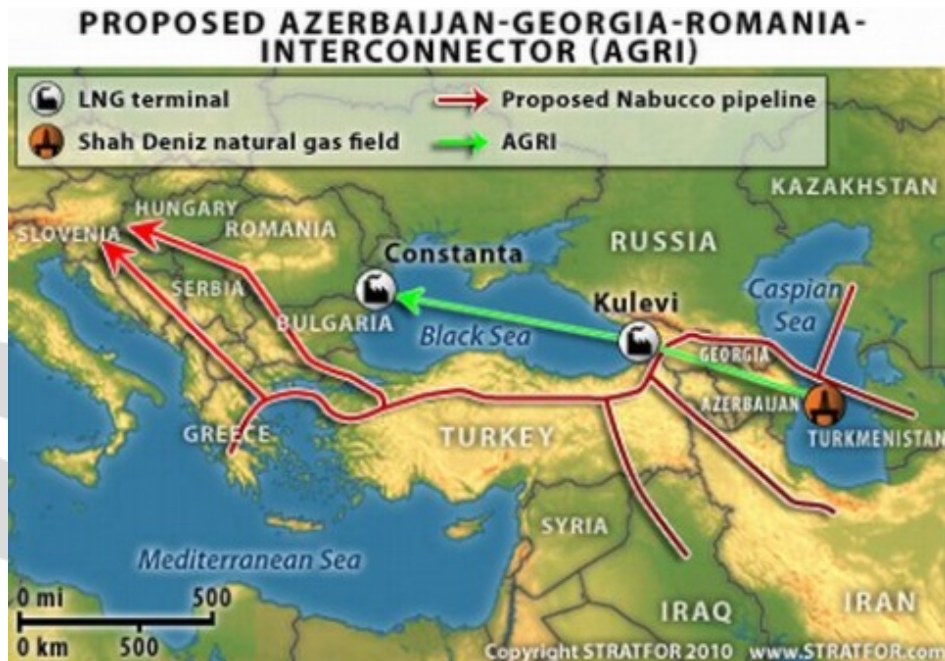 PROPOSED AZERBAIJAN-GEORGIA-ROMANIA-
INTERCONNECTOR (AGRI)
LNG terminal
Proposed Nabucco pipeline
Shah Deniz natural gas field
AGRI
KAZAKHSTAN
HUNGARY
SLOVENIA
ROMANIA
RUSSIA
Constanta
SERBIA
Caspian
Sea
Kulevi
BULGARIA
Black Sea
GEORGIA
AZERBAIJAN
GREECE
TURKEY
TURKMENISTAN
SYRIA
Mediterranean Sea
0 mi 500
0 km 500
IRAQ
IRAN
Copyright STRATFOR 2010 www.STRATFOR.com